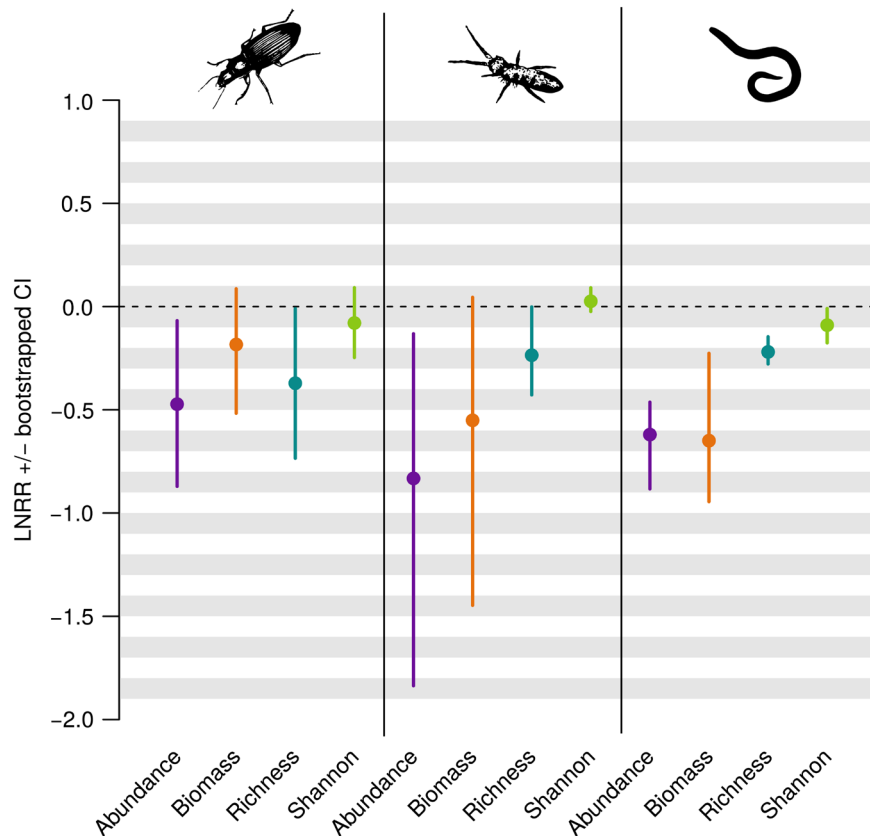 1.0
0.5
0.0
−0.5
−1.0
−1.5
−2.0
LNRR +/− bootstrapped CI
Abundance
Biomass
Richness
Shannon
Abundance
Biomass
Richness
Shannon
Abundance
Biomass
Richness
Shannon